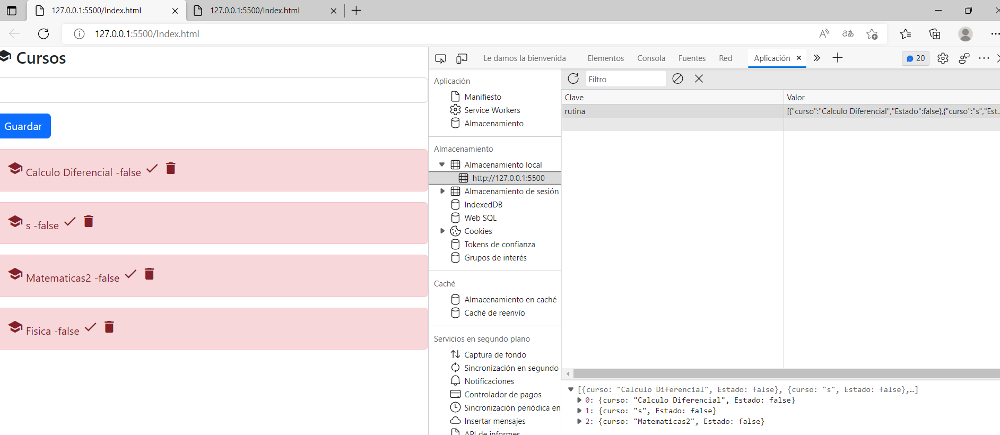 127.0.0.1:5500/Index.html
127.0.0.1:5500/Index.html
127.0.0.1:5500/Index.html
Cursos
Guardar
Calculo Diferencial -false
s -false
Matematicas2 -false
Fisica -false
Le damos la bienvenida
Elementos
Consola
Fuentes
Red
Aplicación
20
Aplicación
Manifiesto
Service Workers
Almacenamiento
Almacenamiento
Almacenamiento local
http://127.0.0.1:5500
Almacenamiento de sesión
IndexedDB
Web SQL
Cookies
Tokens de confianza
Grupos de interés
Caché
Almacenamiento en caché
Caché de reenvío
Servicios en segundo plano
Captura de fondo
Sincronización en segundo
Notificaciones
Controlador de pagos
Sincronización periódica en
Insertar mensajes
API de informes
Filtro
Clave
Valor
rutina
[{"curso":"Calculo Diferencial","Estado":false},{"curso":"s","Est...
[{curso: "Calculo Diferencial", Estado: false}, {curso: "s", Estado: false},…]
0: {curso: "Calculo Diferencial", Estado: false}
1: {curso: "s", Estado: false}
2: {curso: "Matematicas2", Estado: false}